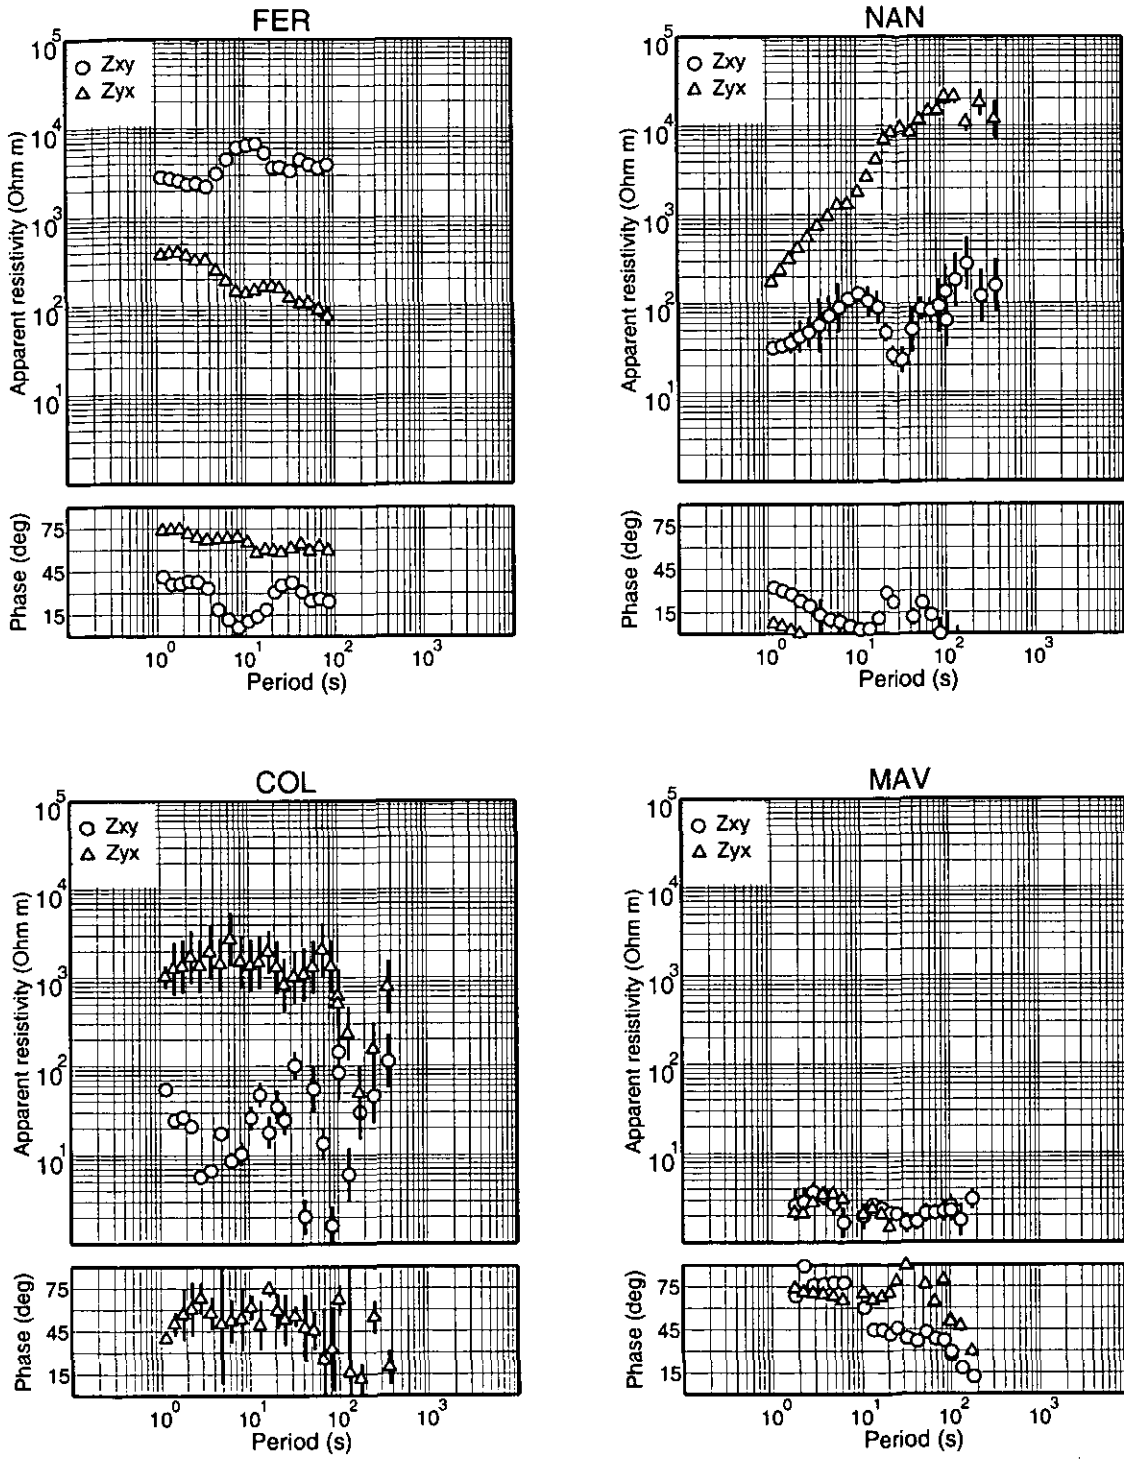 FER
10^5
○ Zxy
△ Zyx
10^4
10^3
10^2
10^1
Apparent resistivity (Ohm m)
75
45
15
Phase (deg)
10^0 10^1 10^2 10^3
Period (s)
NAN
10^5
○ Zxy
△ Zyx
10^4
10^3
10^2
10^1
Apparent resistivity (Ohm m)
75
45
15
Phase (deg)
10^0 10^1 10^2 10^3
Period (s)
COL
10^5
○ Zxy
△ Zyx
10^4
10^3
10^2
10^1
Apparent resistivity (Ohm m)
75
45
15
Phase (deg)
10^0 10^1 10^2 10^3
Period (s)
MAV
10^5
○ Zxy
△ Zyx
10^4
10^3
10^2
10^1
Apparent resistivity (Ohm m)
75
45
15
Phase (deg)
10^0 10^1 10^2 10^3
Period (s)